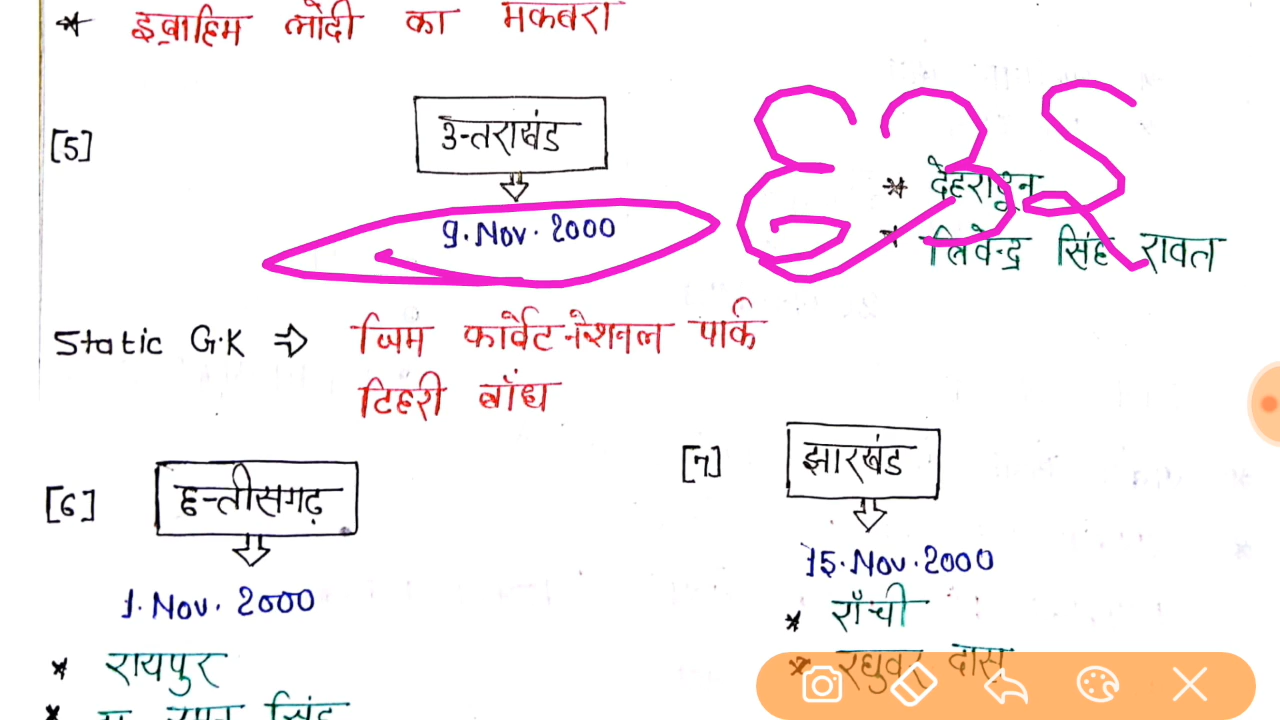 * इब्राहिम लोदी का मकबरा
[5] उत्तराखंड
9. Nov. 2000
* देहरादून
* त्रिवेन्द्र सिंह रावत
Static G.K ⇒ जिम कार्बेट नेशनल पार्क
टिहरी बाँध
[6] छत्तीसगढ़
1. Nov. 2000
* रायपुर
[7] झारखंड
15. Nov. 2000
* राँची
* रघुवर दास